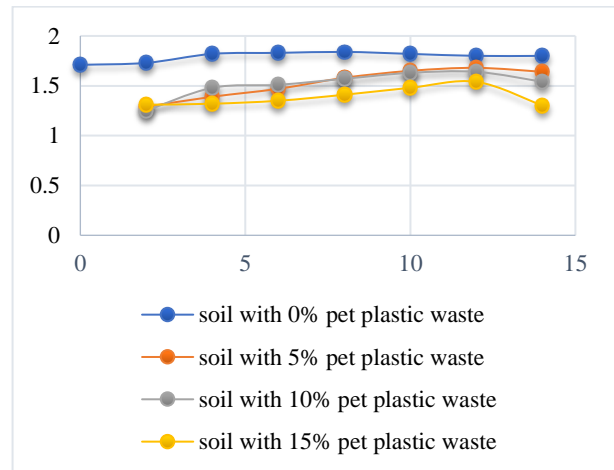 2
1.5
1
0.5
0
0 5 10 15
soil with 0% pet plastic waste
soil with 5% pet plastic waste
soil with 10% pet plastic waste
soil with 15% pet plastic waste